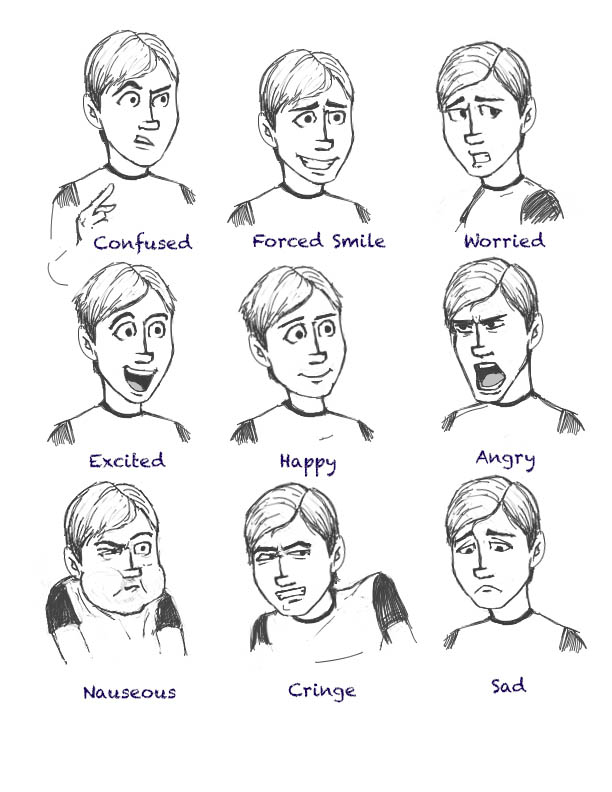 Confused
Forced Smile
Worried
Excited
Happy
Angry
Nauseous
Cringe
Sad